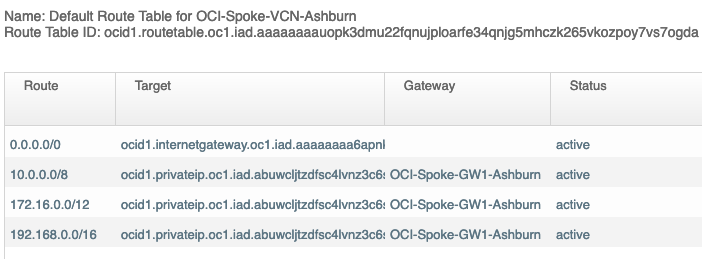 Name: Default Route Table for OCI-Spoke-VCN-Ashburn
Route Table ID: ocid1.routetable.oc1.iad.aaaaaaaauopk3dmu22fqnujploarfe34qnjg5mhczk265vkozpoy7vs7ogda
Route Target Gateway Status
0.0.0.0/0 ocid1.internetgateway.oc1.iad.aaaaaaaa6apnl active
10.0.0.0/8 ocid1.privateip.oc1.iad.abuwcljtzdfsc4lvnz3c6s OCI-Spoke-GW1-Ashburn active
172.16.0.0/12 ocid1.privateip.oc1.iad.abuwcljtzdfsc4lvnz3c6s OCI-Spoke-GW1-Ashburn active
192.168.0.0/16 ocid1.privateip.oc1.iad.abuwcljtzdfsc4lvnz3c6s OCI-Spoke-GW1-Ashburn active